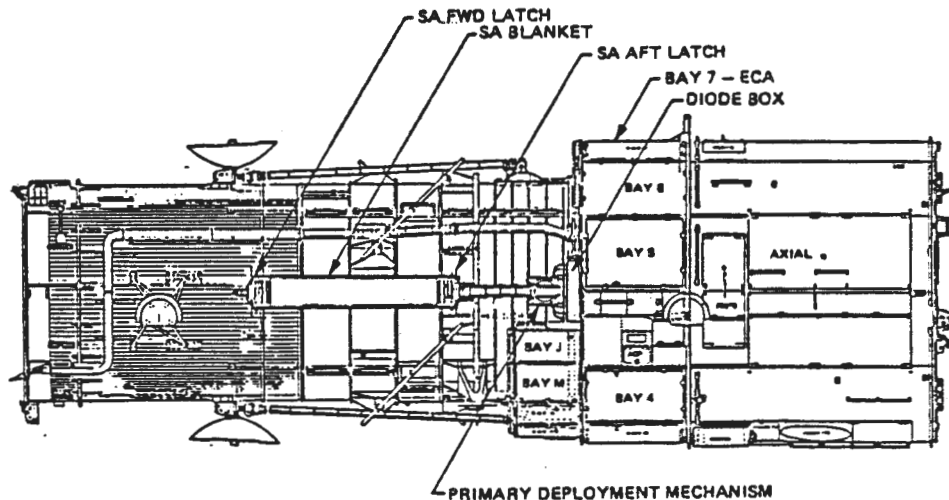 SA FWD LATCH
SA BLANKET
SA AFT LATCH
BAY 7 – ECA
DIODE BOX
BAY 6
BAY 5
AXIAL
BAY J
BAY M
BAY 4
PRIMARY DEPLOYMENT MECHANISM